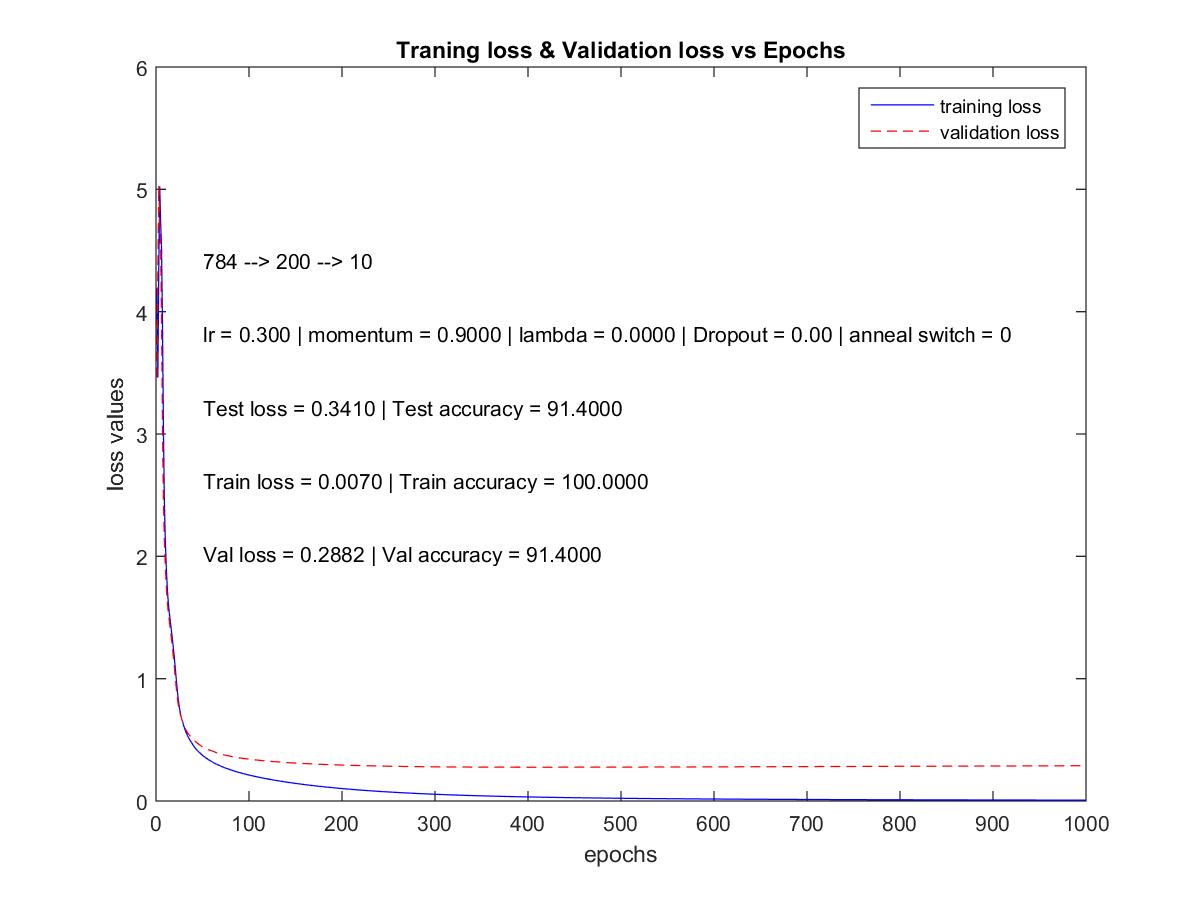 Traning loss & Validation loss vs Epochs
training loss
validation loss
784 --> 200 --> 10
lr = 0.300 | momentum = 0.9000 | lambda = 0.0000 | Dropout = 0.00 | anneal switch = 0
Test loss = 0.3410 | Test accuracy = 91.4000
Train loss = 0.0070 | Train accuracy = 100.0000
Val loss = 0.2882 | Val accuracy = 91.4000
loss values
6
5
4
3
2
1
0
0 100 200 300 400 500 600 700 800 900 1000
epochs